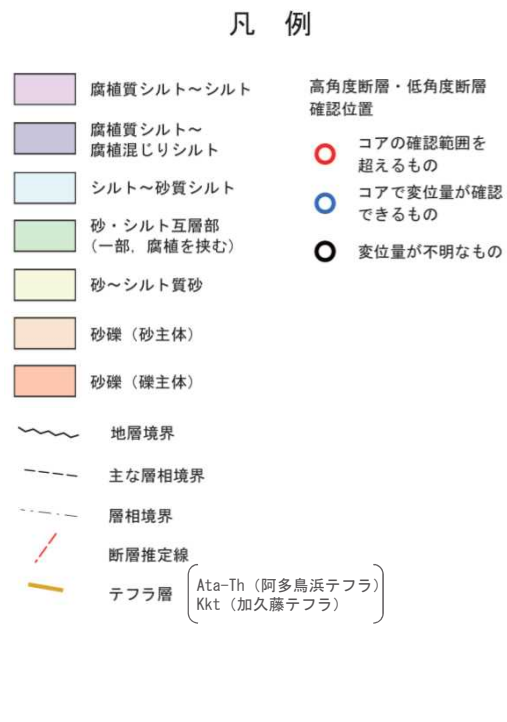 凡 例
腐植質シルト～シルト
腐植質シルト～
腐植混じりシルト
シルト～砂質シルト
砂・シルト互層部
（一部，腐植を挟む）
砂～シルト質砂
砂礫（砂主体）
砂礫（礫主体）
地層境界
主な層相境界
層相境界
断層推定線
テフラ層
Ata-Th（阿多鳥浜テフラ）
Kkt（加久藤テフラ）
高角度断層・低角度断層
確認位置
コアの確認範囲を
超えるもの
コアで変位量が確認
できるもの
変位量が不明なもの